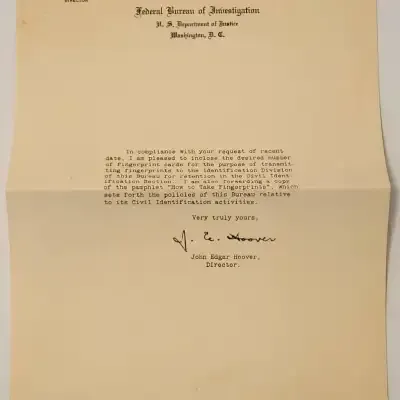 DIRECTOR
Federal Bureau of Investigation
U. S. Department of Justice
Washington, D. C.
In compliance with your request of recent
date, I am pleased to inclose the desired number
of fingerprint cards for the purpose of transmit-
ting fingerprints to the Identification Division
of this Bureau for retention in the Civil Ident-
ification Section. I am also forwarding a copy
of the pamphlet "How to Take Fingerprints", which
sets forth the policies of this Bureau relative
to its Civil Identification activities.
Very truly yours,
J. E. Hoover
John Edgar Hoover,
Director.